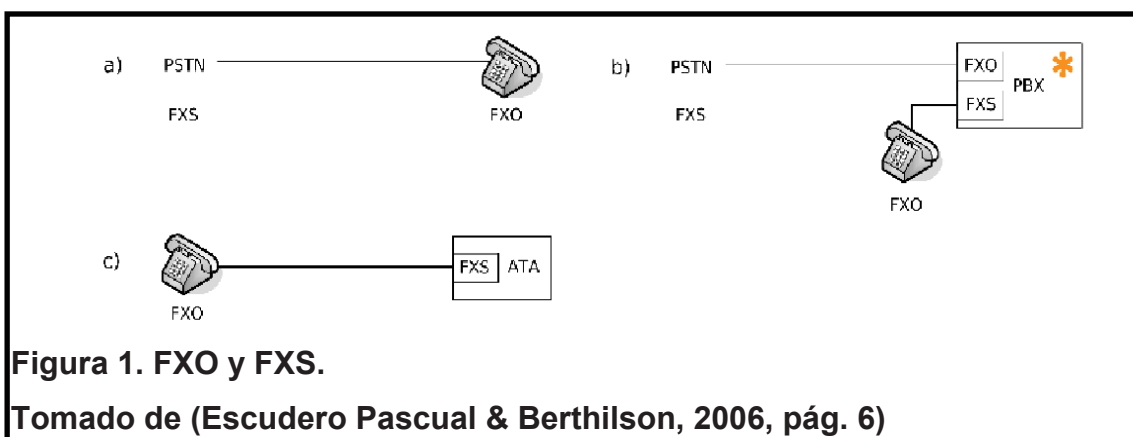 a) PSTN
FXS
FXO
b) PSTN
FXS
FXO
FXS
PBX
FXO
c)
FXO
FXS ATA
Figura 1. FXO y FXS.
Tomado de (Escudero Pascual & Berthilson, 2006, pág. 6)